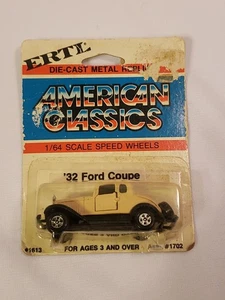 ERTL
DIE-CAST METAL REPLI
AMERICAN
CLASSICS
1/64 SCALE SPEED WHEELS
'32 Ford Coupe
#1702
FOR AGES 3 AND OVER